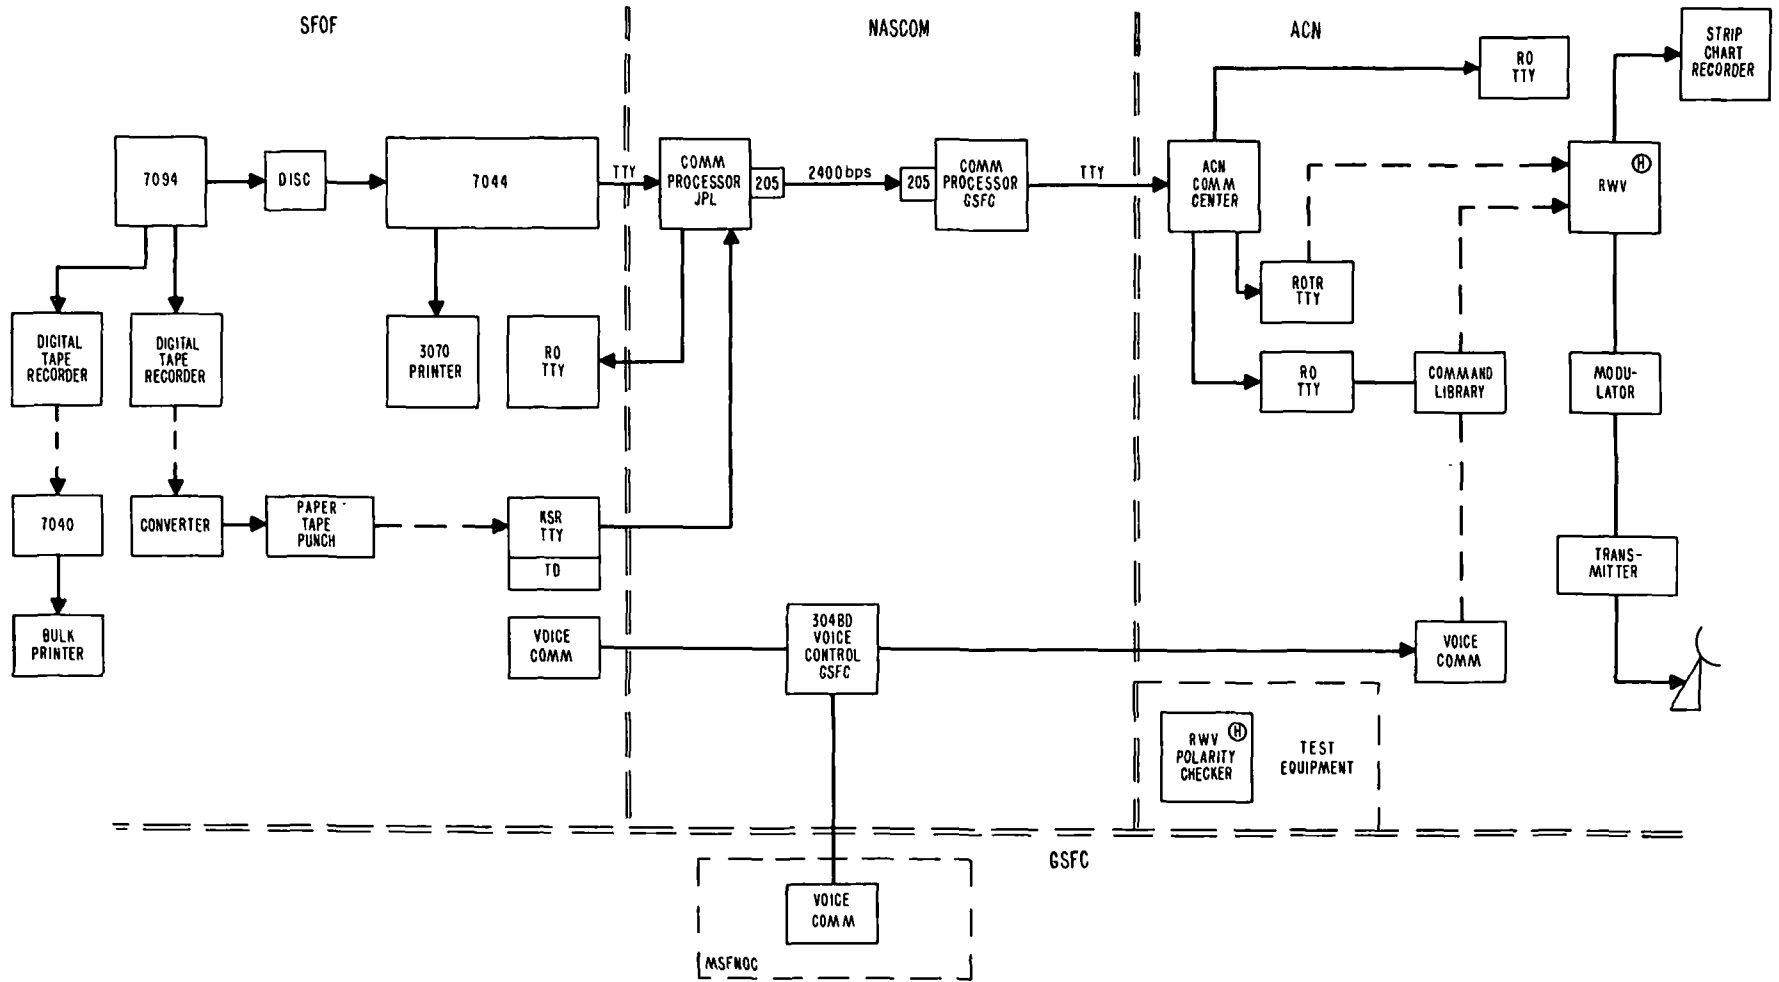 SFOF
NASCOM
ACN
STRIP
CHART
RECORDER
RO
TTY
7094
DISC
7044
TTY
COMM
PROCESSOR
JPL
205
2400bps
205
COMM
PROCESSOR
GSFC
TTY
ACN
COMM
CENTER
H
RWV
ROTR
TTY
DIGITAL
TAPE
RECORDER
DIGITAL
TAPE
RECORDER
3070
PRINTER
RO
TTY
RO
TTY
COMMAND
LIBRARY
MODU-
LATOR
7040
CONVERTER
PAPER
TAPE
PUNCH
KSR
TTY
TD
TRANS-
MITTER
BULK
PRINTER
VOICE
COMM
304BD
VOICE
CONTROL
GSFC
VOICE
COMM
RWV H
POLARITY
CHECKER
TEST
EQUIPMENT
GSFC
VOICE
COMM
MSFNOC